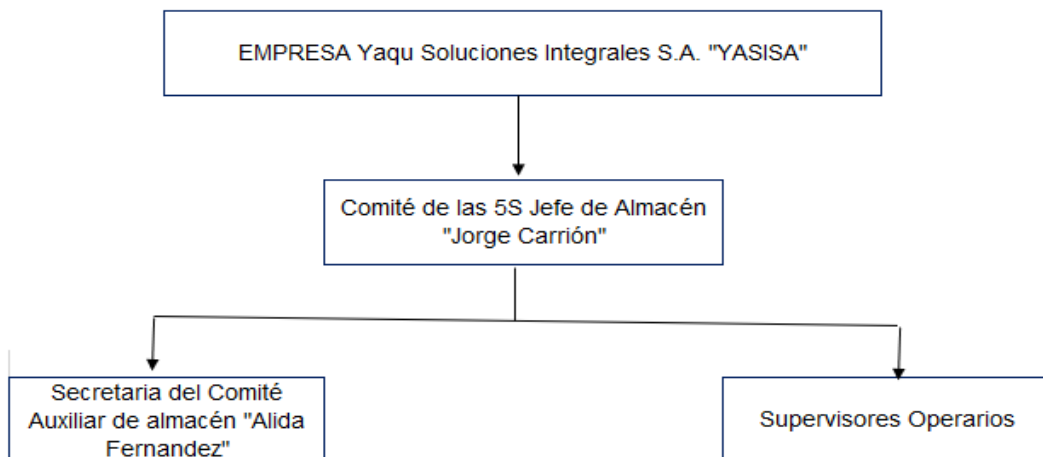 EMPRESA Yaqu Soluciones Integrales S.A. "YASISA"
Comité de las 5S Jefe de Almacén
"Jorge Carrión"
Secretaria del Comité
Auxiliar de almacén "Alida
Fernandez"
Supervisores Operarios